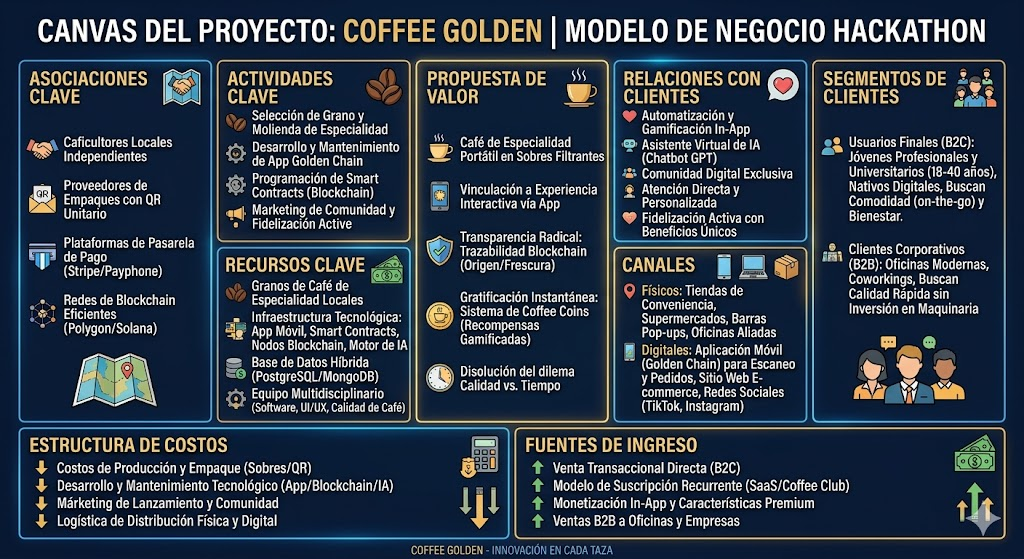 CANVAS DEL PROYECTO: COFFEE GOLDEN | MODELO DE NEGOCIO HACKATHON
ASOCIACIONES
CLAVE
Caficultores Locales
Independientes
QR
Proveedores de
Empaques con QR
Unitario
Plataformas de Pasarela
de Pago
(Stripe/Payphone)
Redes de Blockchain
Eficientes
(Polygon/Solana)
ACTIVIDADES
CLAVE
Selección de Grano y
Molienda de Especialidad
Desarrollo y Mantenimiento
de App Golden Chain
Programación de Smart
Contracts (Blockchain)
Marketing de Comunidad y
Fidelización Active
RECURSOS CLAVE
Granos de Café de
Especialidad Locales
Infraestructura Tecnológica:
App Móvil, Smart Contracts,
Nodos Blockchain, Motor de IA
Base de Datos Híbrida
(PostgreSQL/MongoDB)
Equipo Multidisciplinario
(Software, UI/UX, Calidad de Café)
PROPUESTA DE
VALOR
Café de Especialidad
Portátil en Sobres Filtrantes
Vinculación a Experiencia
Interactiva vía App
Transparencia Radical:
Trazabilidad Blockchain
(Origen/Frescura)
Gratificación Instantánea:
Sistema de Coffee Coins
(Recompensas
Gamificadas)
Disolución del dilema
Calidad vs. Tiempo
RELACIONES CON
CLIENTES
Automatización y
Gamificación In-App
Asistente Virtual de IA
(Chatbot GPT)
Comunidad Digital Exclusiva
Atención Directa y
Personalizada
Fidelización Activa con
Beneficios Únicos
CANALES
Físicos: Tiendas de
Conveniencia,
Supermercados, Barras
Pop-ups, Oficinas Aliadas
Digitales: Aplicación Móvil
(Golden Chain) para Escaneo
y Pedidos, Sitio Web E-
commerce, Redes Sociales
(TikTok, Instagram)
SEGMENTOS DE
CLIENTES
Usuarios Finales (B2C):
Jóvenes Profesionales y
Universitarios (18-40 años),
Nativos Digitales, Buscan
Comodidad (on-the-go) y
Bienestar.
Clientes Corporativos
(B2B): Oficinas Modernas,
Coworkings, Buscan
Calidad Rápida sin
Inversión en Maquinaria
ESTRUCTURA DE COSTOS
Costos de Producción y Empaque (Sobres/QR)
Desarrollo y Mantenimiento Tecnológico (App/Blockchain/IA)
Márketing de Lanzamiento y Comunidad
Logística de Distribución Física y Digital
FUENTES DE INGRESO
Venta Transaccional Directa (B2C)
Modelo de Suscripción Recurrente (SaaS/Coffee Club)
Monetización In-App y Características Premium
Ventas B2B a Oficinas y Empresas
COFFEE GOLDEN - INNOVACIÓN EN CADA TAZA